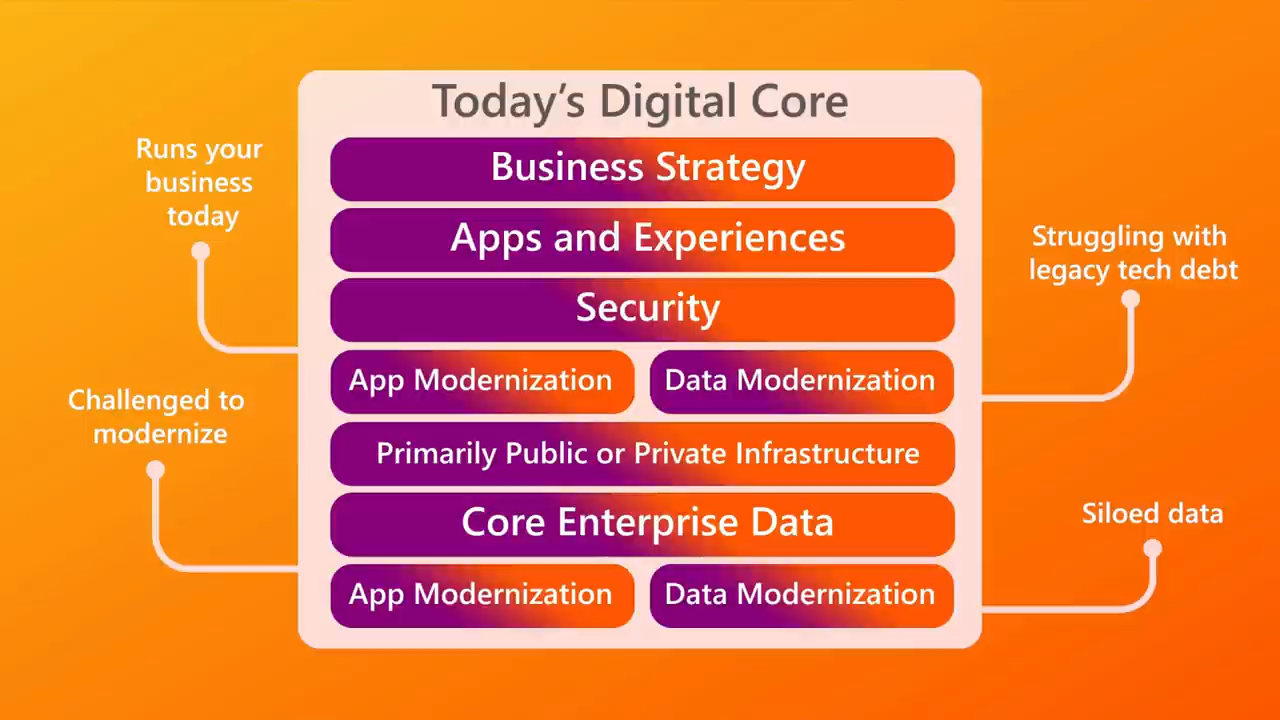 Today's Digital Core
Runs your
business
today
Challenged to
modernize
Business Strategy
Apps and Experiences
Security
App Modernization
Data Modernization
Primarily Public or Private Infrastructure
Core Enterprise Data
App Modernization
Data Modernization
Struggling with
legacy tech debt
Siloed data